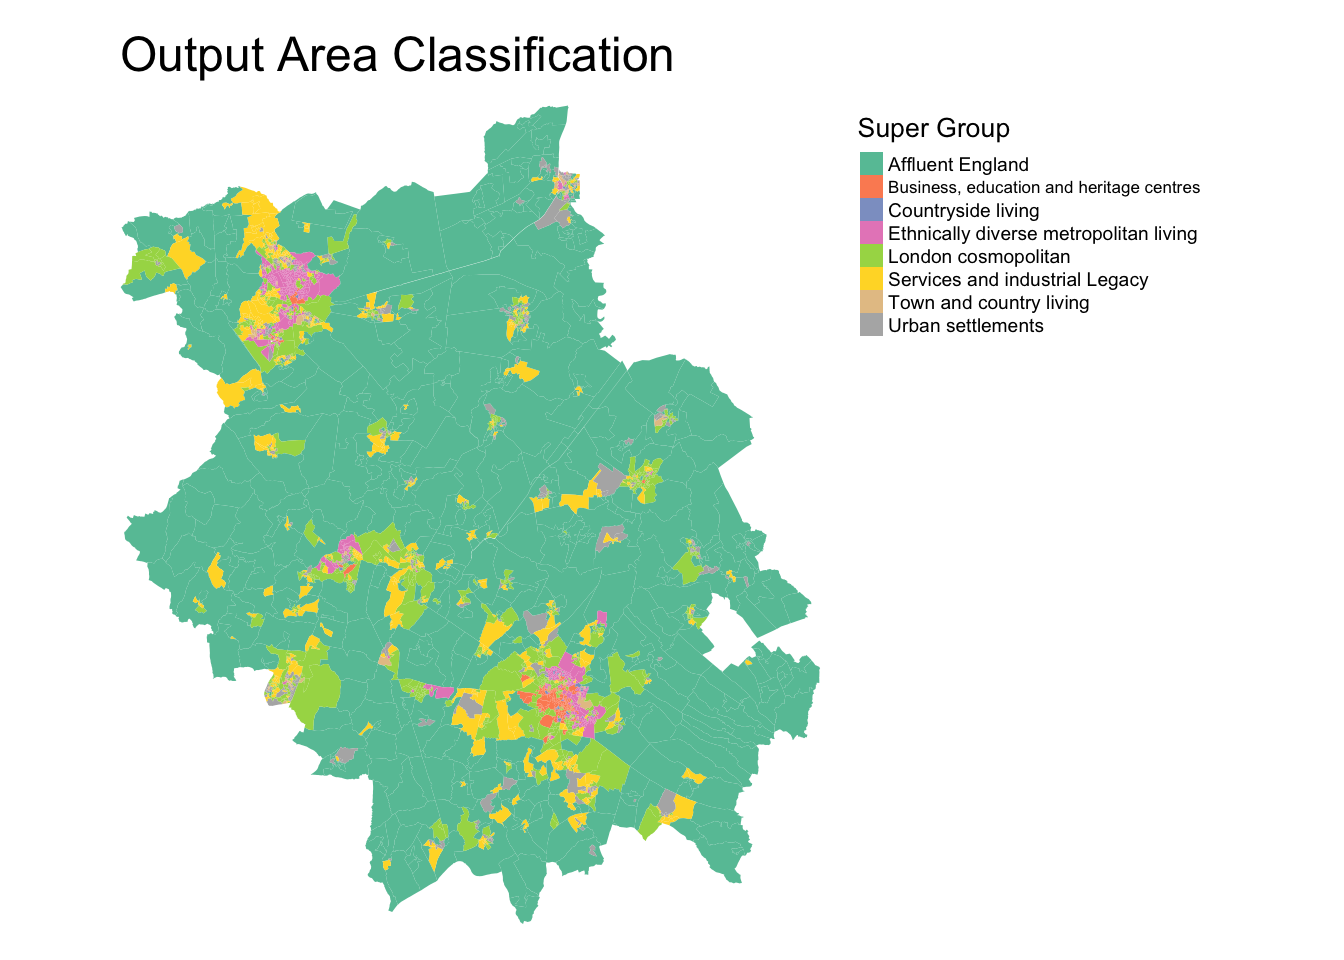 Output Area Classification
Super Group
Affluent England
Business, education and heritage centres
Countryside living
Ethnically diverse metropolitan living
London cosmopolitan
Services and industrial Legacy
Town and country living
Urban settlements